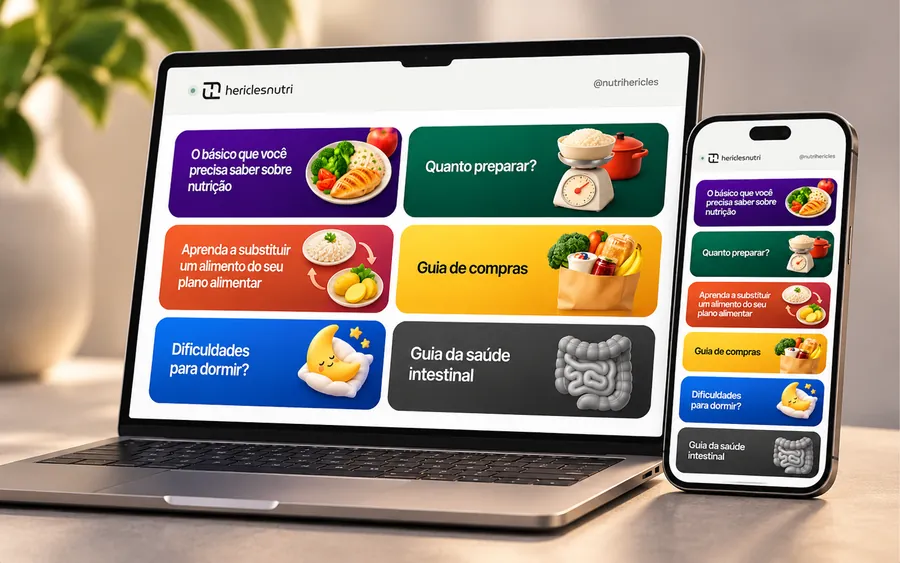 hericlesnutri
@nutrihericles
O básico que você
precisa saber sobre
nutrição
Quanto preparar?
Aprenda a substituir
um alimento do seu
plano alimentar
Guia de compras
Dificuldades
para dormir?
Guia da saúde
intestinal
hericlesnutri
@nutrihericles
O básico que você
precisa saber sobre
nutrição
Quanto preparar?
Aprenda a substituir
um alimento do seu
plano alimentar
Guia de compras
Dificuldades
para dormir?
Guia da saúde
intestinal